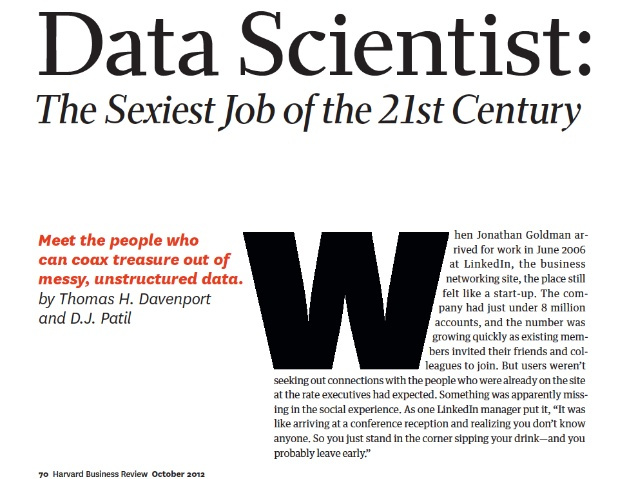 Data Scientist:
The Sexiest Job of the 21st Century
Meet the people who
can coax treasure out of
messy, unstructured data.
by Thomas H. Davenport
and D.J. Patil
When Jonathan Goldman ar-
rived for work in June 2006
at LinkedIn, the business
networking site, the place still
felt like a start-up. The com-
pany had just under 8 million
accounts, and the number was
growing quickly as existing mem-
bers invited their friends and col-
leagues to join. But users weren’t
seeking out connections with the people who were already on the site
at the rate executives had expected. Something was apparently miss-
ing in the social experience. As one LinkedIn manager put it, “It was
like arriving at a conference reception and realizing you don’t know
anyone. So you just stand in the corner sipping your drink—and you
probably leave early.”
70 Harvard Business Review October 2012